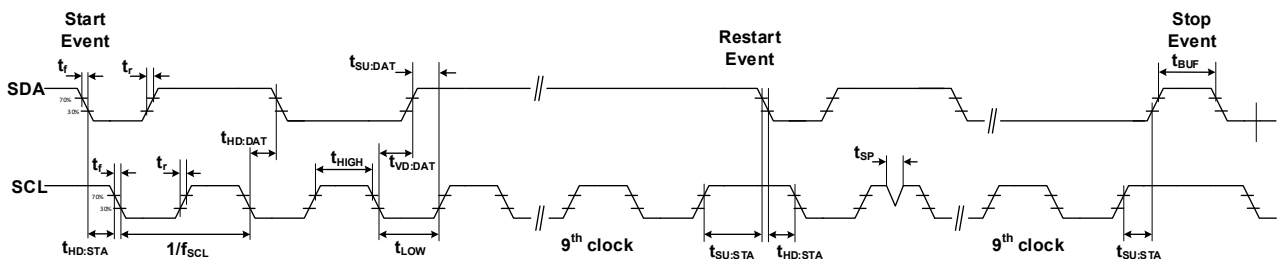 Start
Event
Restart
Event
Stop
Event
tf
tr
tSU:DAT
tBUF
SDA
70%
30%
tHD:DAT
tHIGH
tVD:DAT
tSP
tf
tr
SCL
70%
30%
tHD:STA
1/fSCL
tLOW
9th clock
tSU:STA
tHD:STA
9th clock
tSU:STA